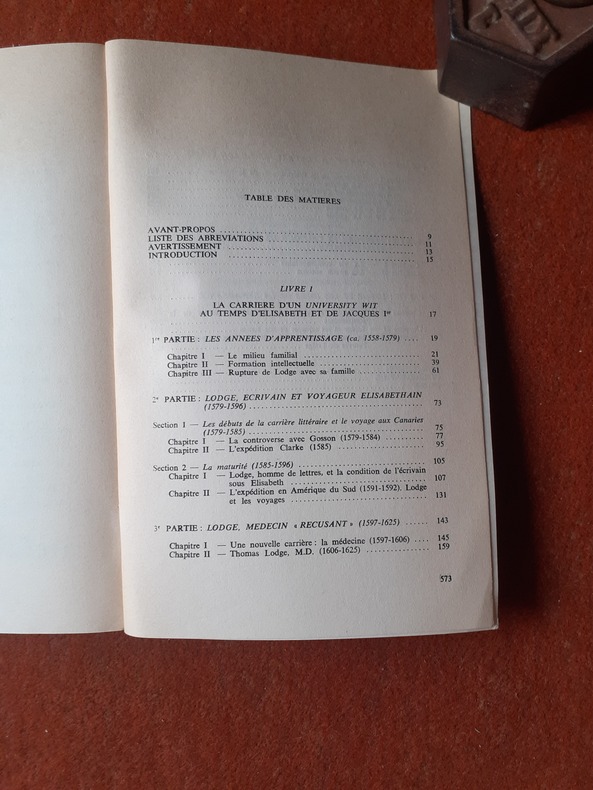 TABLE DES MATIERES
AVANT-PROPOS ........ 9
LISTE DES ABREVIATIONS ........ 11
AVERTISSEMENT ........ 13
INTRODUCTION ........ 15
LIVRE I
LA CARRIERE D'UN UNIVERSITY WIT
AU TEMPS D'ELISABETH ET DE JACQUES Ier 17
1re PARTIE : LES ANNEES D'APPRENTISSAGE (ca. 1558-1579) .... 19
Chapitre I — Le milieu familial ........ 21
Chapitre II — Formation intellectuelle ........ 39
Chapitre III — Rupture de Lodge avec sa famille ........ 61
2e PARTIE : LODGE, ECRIVAIN ET VOYAGEUR ELISABETHAIN
(1579-1596) ........ 73
Section 1 — Les débuts de la carrière littéraire et le voyage aux Canaries
(1579-1585) ........ 75
Chapitre I — La controverse avec Gosson (1579-1584) ........ 77
Chapitre II — L'expédition Clarke (1585) ........ 95
Section 2 — La maturité (1585-1596) ........ 105
Chapitre I — Lodge, homme de lettres, et la condition de l'écrivain
sous Elisabeth ........ 107
Chapitre II — L'expédition en Amérique du Sud (1591-1592). Lodge
et les voyages ........ 131
3e PARTIE : LODGE, MEDECIN « RECUSANT » (1597-1625) ...... 143
Chapitre I — Une nouvelle carrière : la médecine (1597-1606) .... 145
Chapitre II — Thomas Lodge, M.D. (1606-1625) ........ 159
573